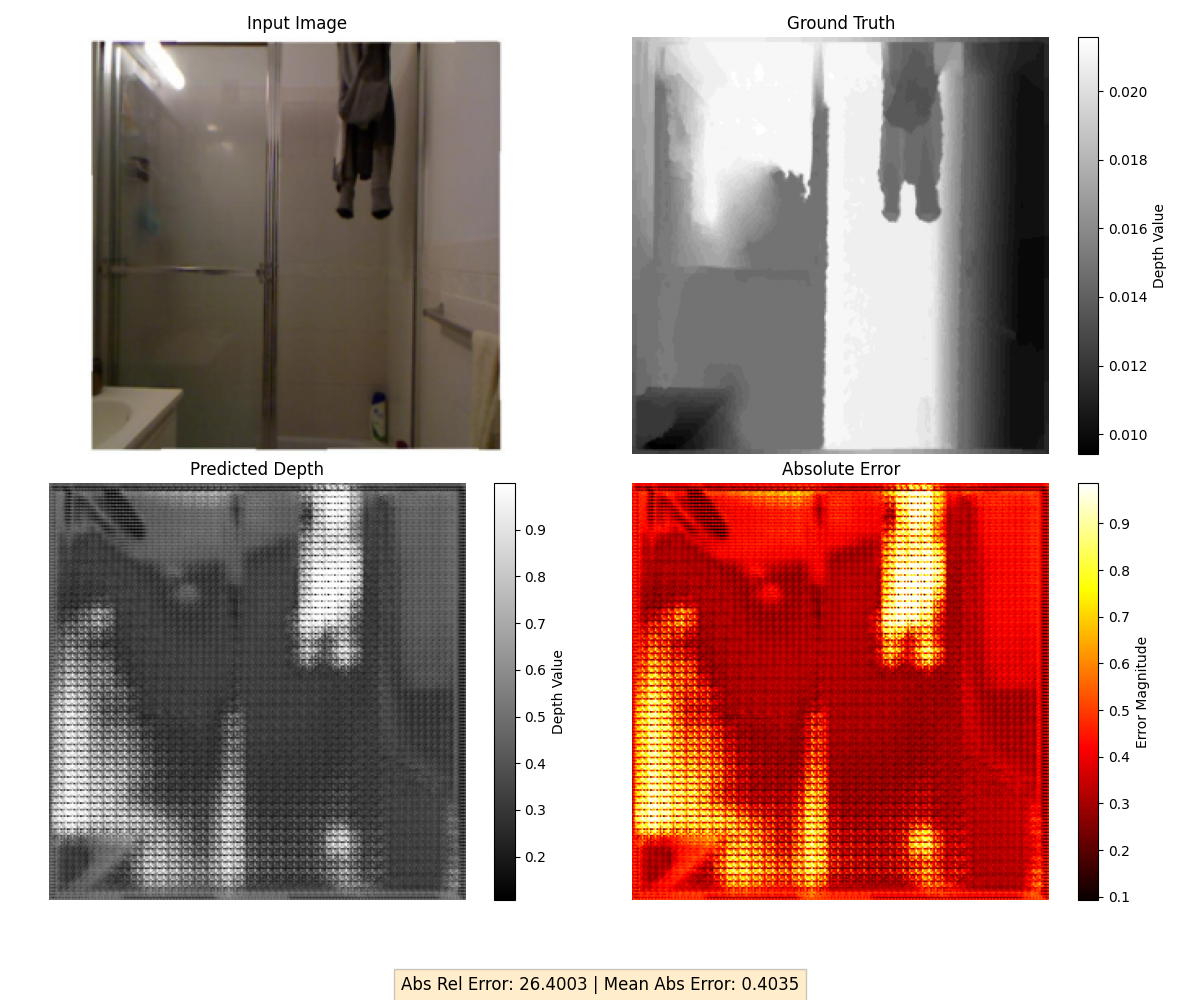 Input Image
Ground Truth
0.020
0.018
0.016
0.014
0.012
0.010
Depth Value
Predicted Depth
0.9
0.8
0.7
0.6
0.5
0.4
0.3
0.2
Depth Value
Absolute Error
0.9
0.8
0.7
0.6
0.5
0.4
0.3
0.2
0.1
Error Magnitude
Abs Rel Error: 26.4003 | Mean Abs Error: 0.4035